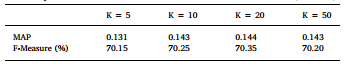 K = 5 K = 10 K = 20 K = 50
MAP 0.131 0.143 0.144 0.143
F-Measure (%) 70.15 70.25 70.35 70.20